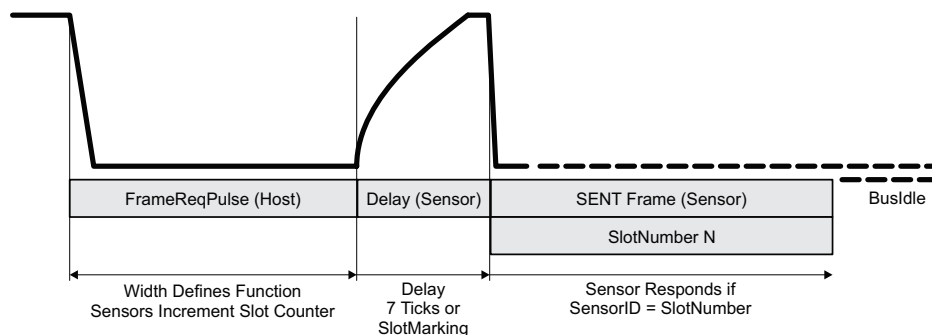 FrameReqPulse (Host)
Delay (Sensor)
SENT Frame (Sensor)
BusIdle
SlotNumber N
Width Defines Function
Sensors Increment Slot Counter
Delay
7 Ticks or
SlotMarking
Sensor Responds if
SensorID = SlotNumber